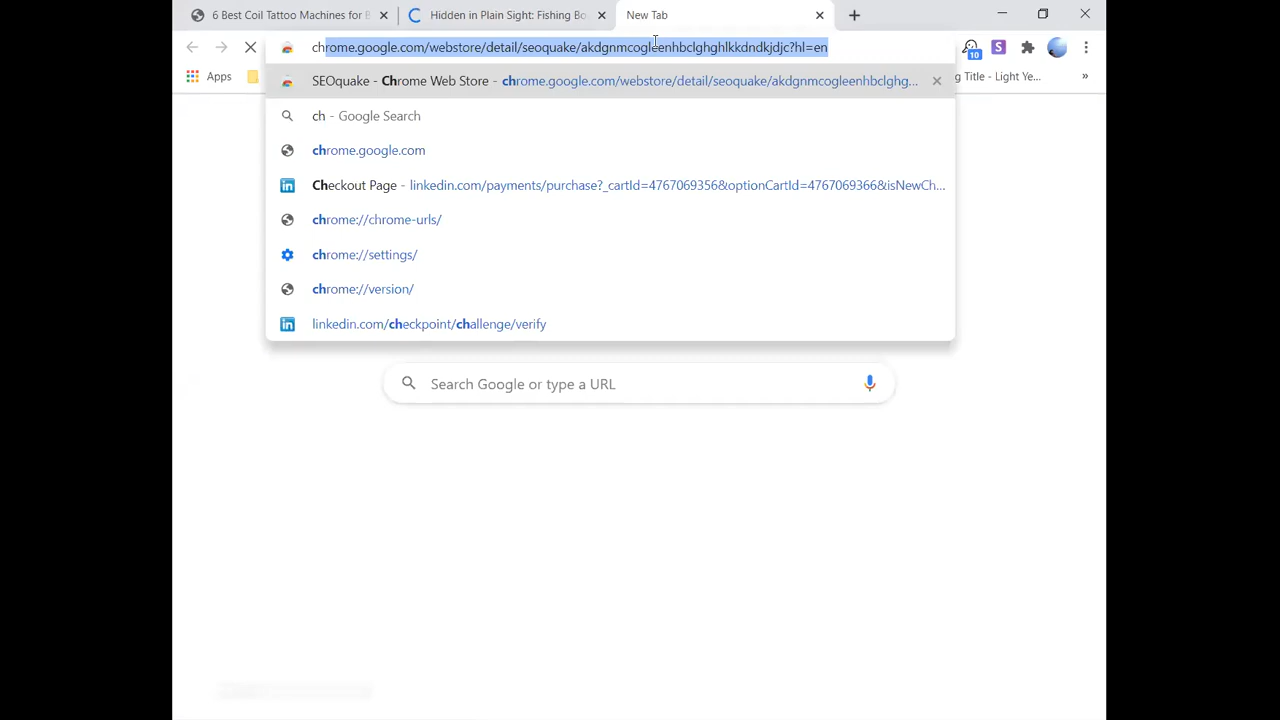 6 Best Coil Tattoo Machines for B
Hidden in Plain Sight: Fishing Bo
New Tab
chrome.google.com/webstore/detail/seoquake/akdgnmcogleenhbclghghlkkdndkjdjc?hl=en
10
S
Apps
ng Title - Light Ye...
»
SEOquake - Chrome Web Store - chrome.google.com/webstore/detail/seoquake/akdgnmcogleenhbclghg...
ch - Google Search
chrome.google.com
Checkout Page - linkedin.com/payments/purchase?_cartId=4767069356&optionCartId=4767069366&isNewCh...
chrome://chrome-urls/
chrome://settings/
chrome://version/
linkedin.com/checkpoint/challenge/verify
Search Google or type a URL